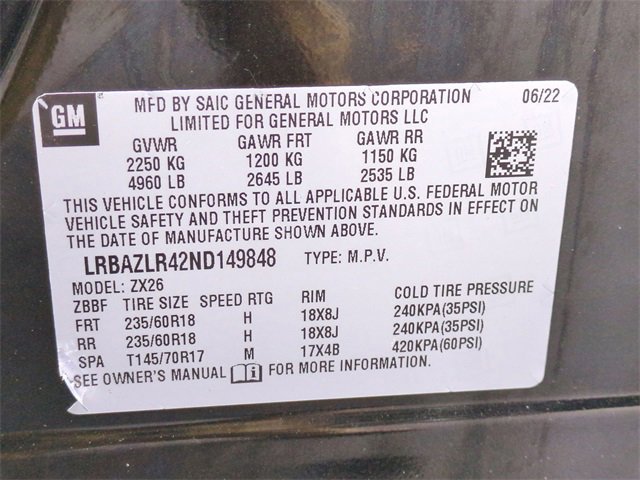 GM
MFD BY SAIC GENERAL MOTORS CORPORATION 06/22
LIMITED FOR GENERAL MOTORS LLC
GVWR GAWR FRT GAWR RR
2250 KG 1200 KG 1150 KG
4960 LB 2645 LB 2535 LB
THIS VEHICLE CONFORMS TO ALL APPLICABLE U.S. FEDERAL MOTOR
VEHICLE SAFETY AND THEFT PREVENTION STANDARDS IN EFFECT ON
THE DATE OF MANUFACTURE SHOWN ABOVE.
LRBAZLR42ND149848 TYPE: M.P.V.
MODEL: ZX26
ZBBF TIRE SIZE SPEED RTG RIM COLD TIRE PRESSURE
FRT 235/60R18 H 18X8J 240KPA(35PSI)
RR 235/60R18 H 18X8J 240KPA(35PSI)
SPA T145/70R17 M 17X4B 420KPA(60PSI)
SEE OWNER'S MANUAL FOR MORE INFORMATION.